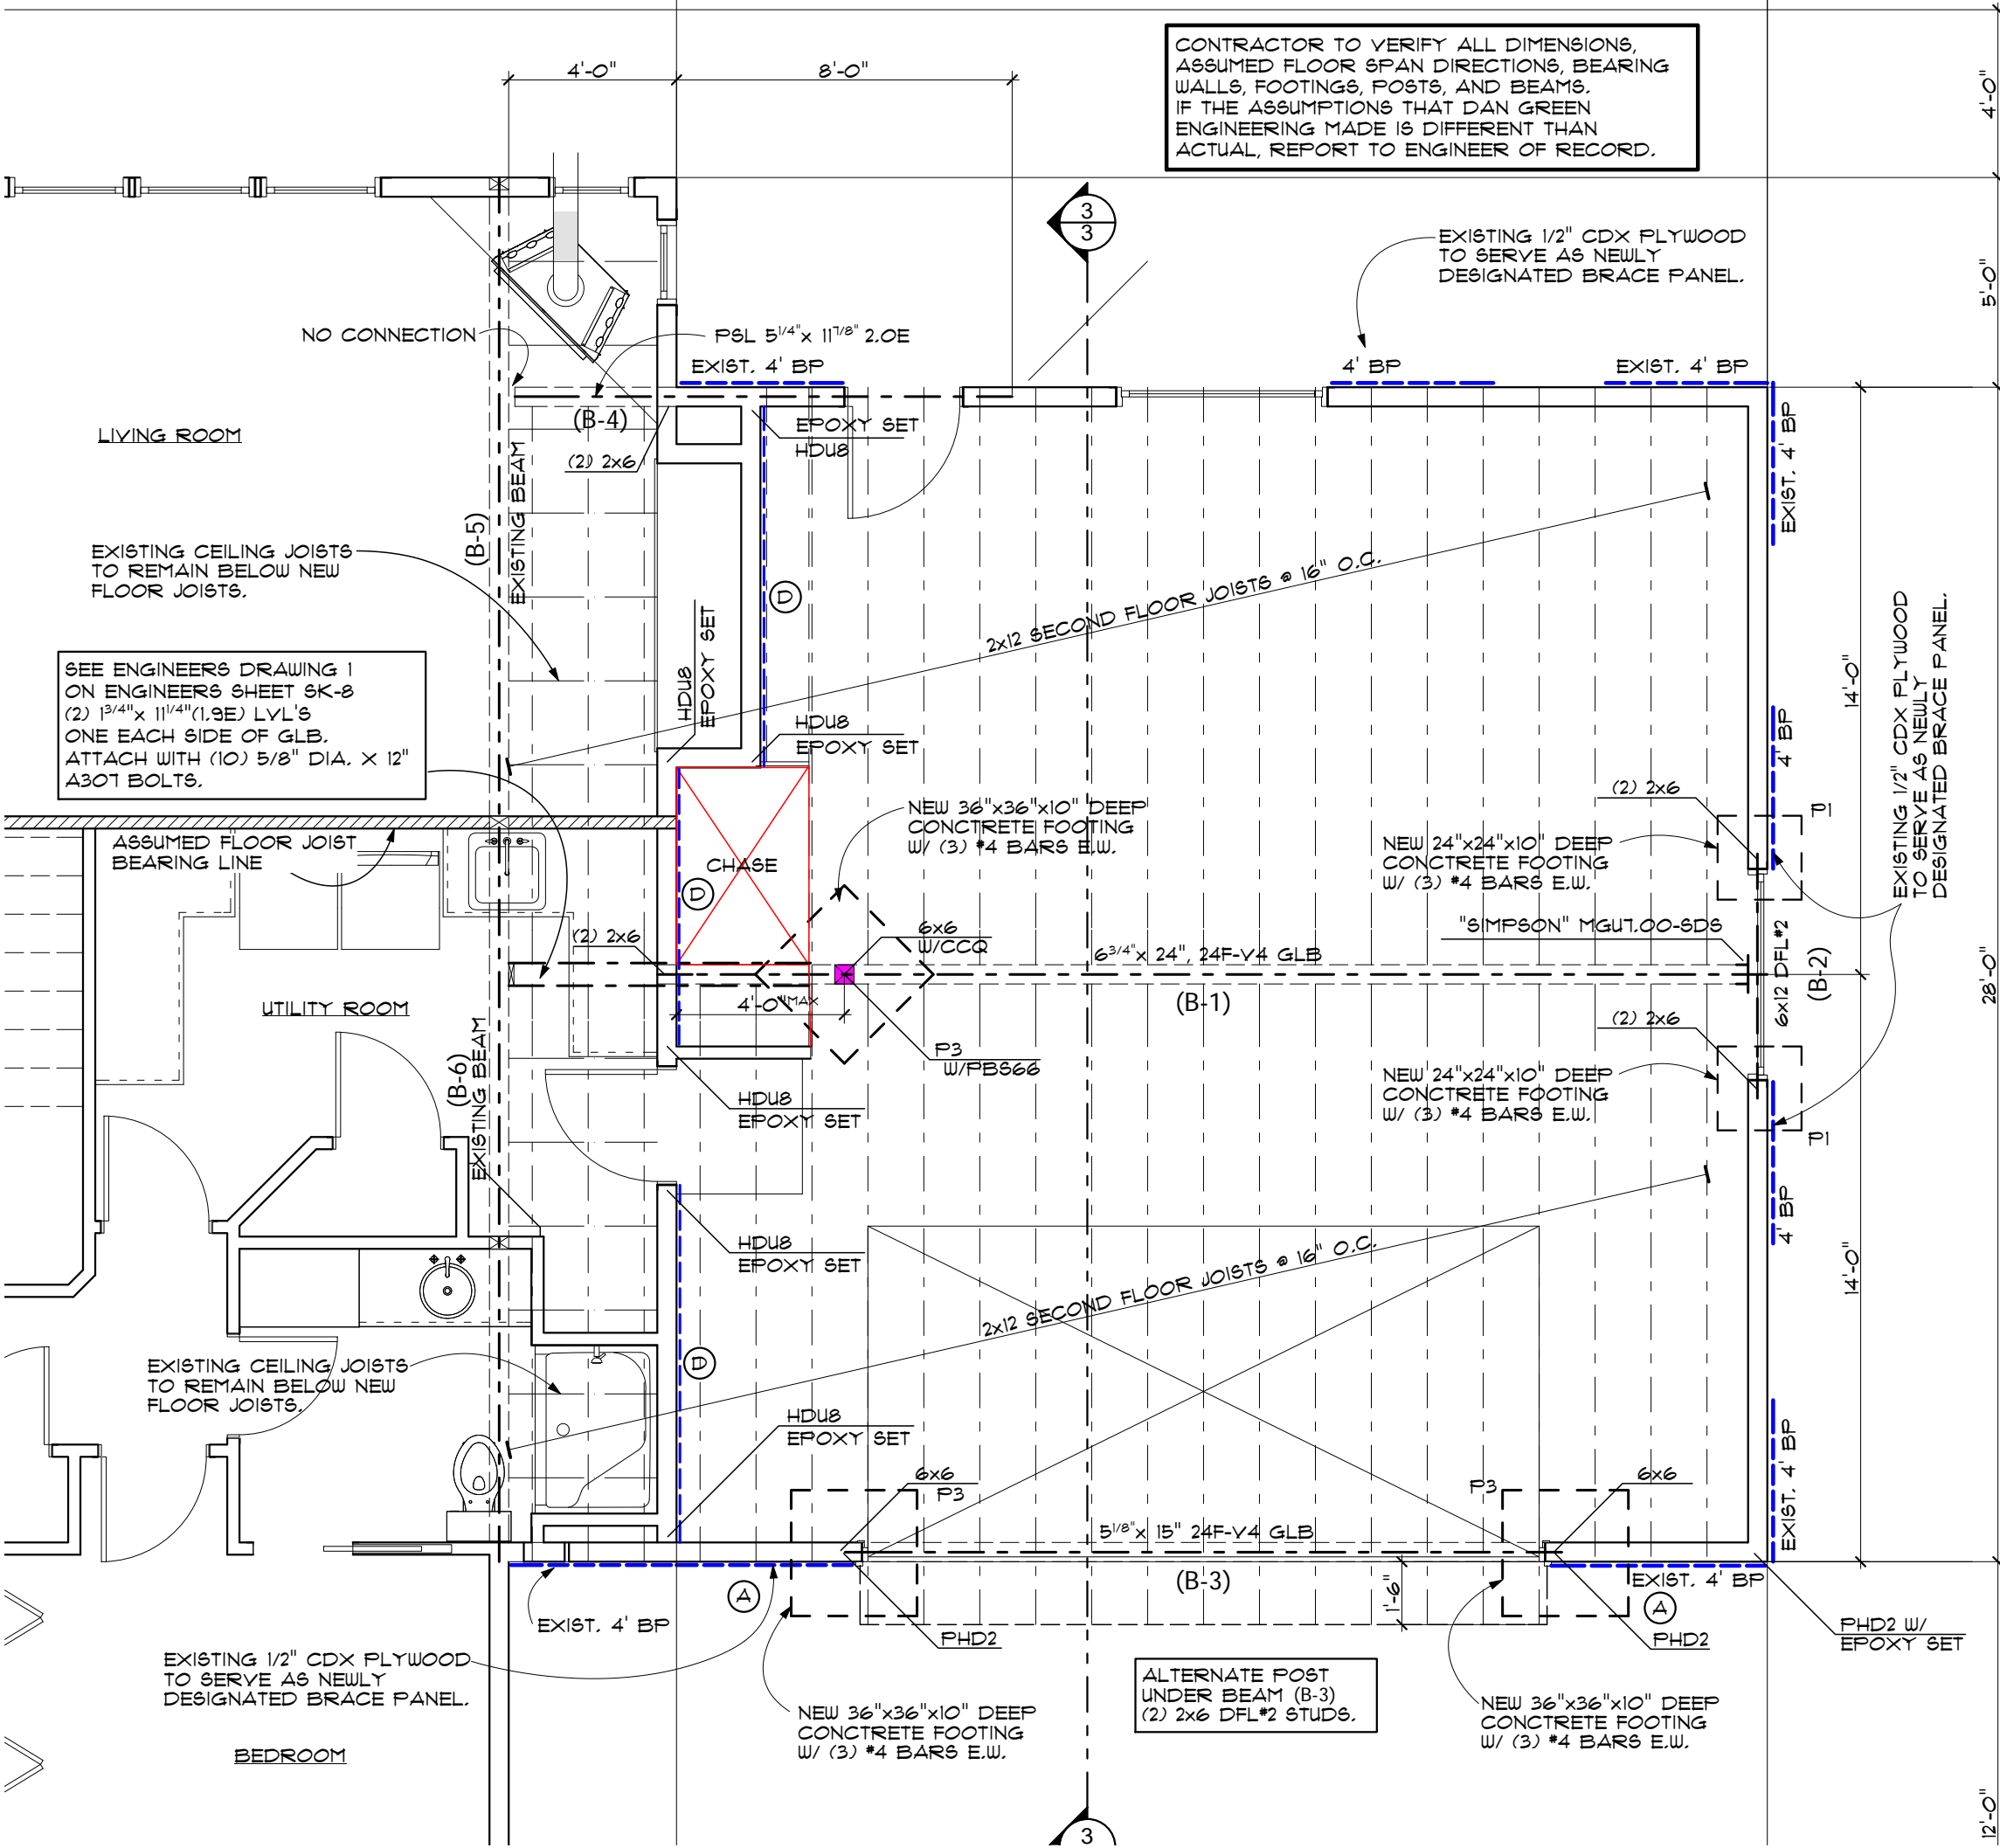 CONTRACTOR TO VERIFY ALL DIMENSIONS,
ASSUMED FLOOR SPAN DIRECTIONS, BEARING
WALLS, FOOTINGS, POSTS, AND BEAMS.
IF THE ASSUMPTIONS THAT DAN GREEN
ENGINEERING MADE IS DIFFERENT THAN
ACTUAL, REPORT TO ENGINEER OF RECORD.
4'-0"
8'-0"
4'-0"
5'-0"
3
3
EXISTING 1/2" CDX PLYWOOD
TO SERVE AS NEWLY
DESIGNATED BRACE PANEL.
NO CONNECTION
PSL 5 1/4" x 11 7/8" 2.0E
EXIST. 4' BP
4' BP
EXIST. 4' BP
(B-4)
EPOXY SET
HDU8
LIVING ROOM
(2) 2x6
EXIST. 4' BP
(B-5)
EXISTING BEAM
EXISTING CEILING JOISTS
TO REMAIN BELOW NEW
FLOOR JOISTS.
D
2x12 SECOND FLOOR JOISTS @ 16" O.C.
HDU8
EPOXY SET
SEE ENGINEERS DRAWING 1
ON ENGINEERS SHEET SK-8
(2) 1 3/4" x 11 1/4" (1.9E) LVL'S
ONE EACH SIDE OF GLB.
ATTACH WITH (10) 5/8" DIA. X 12"
A307 BOLTS.
HDU8
EPOXY SET
14'-0"
4' BP
EXISTING 1/2" CDX PLYWOOD
TO SERVE AS NEWLY
DESIGNATED BRACE PANEL.
ASSUMED FLOOR JOIST
BEARING LINE
CHASE
D
NEW 36"x36"x10" DEEP
CONCTRETE FOOTING
W/ (3) #4 BARS E.W.
(2) 2x6
P1
NEW 24"x24"x10" DEEP
CONCTRETE FOOTING
W/ (3) #4 BARS E.W.
(2) 2x6
6x6
W/CCQ
6 3/4" x 24", 24F-V4 GLB
"SIMPSON" MGU7.00-SDS
6x12 DFL#2
(B-2)
28'-0"
4'-0" MAX
(B-1)
UTILITY ROOM
(2) 2x6
P3
W/PBS66
(B-6)
EXISTING BEAM
NEW 24"x24"x10" DEEP
CONCTRETE FOOTING
W/ (3) #4 BARS E.W.
P1
HDU8
EPOXY SET
4' BP
HDU8
EPOXY SET
2x12 SECOND FLOOR JOISTS @ 16" O.C.
14'-0"
EXISTING CEILING JOISTS
TO REMAIN BELOW NEW
FLOOR JOISTS.
D
HDU8
EPOXY SET
6x6
P3
P3
6x6
EXIST. 4' BP
5 1/8" x 15" 24F-V4 GLB
(B-3)
1'-6"
EXIST. 4' BP
A
A
EXIST. 4' BP
PHD2
PHD2
PHD2 W/
EPOXY SET
EXISTING 1/2" CDX PLYWOOD
TO SERVE AS NEWLY
DESIGNATED BRACE PANEL.
ALTERNATE POST
UNDER BEAM (B-3)
(2) 2x6 DFL#2 STUDS.
NEW 36"x36"x10" DEEP
CONCTRETE FOOTING
W/ (3) #4 BARS E.W.
NEW 36"x36"x10" DEEP
CONCTRETE FOOTING
W/ (3) #4 BARS E.W.
BEDROOM
12'-0"
3